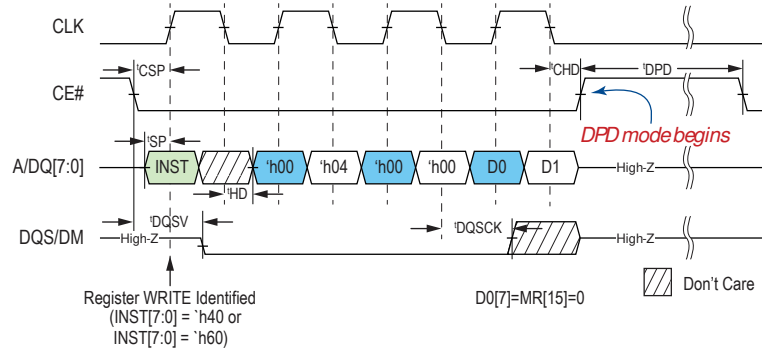 CLK
tCSP
tCHD
tDPD
CE#
DPD mode begins
tSP
A/DQ[7:0]
INST
‘h00
‘h04
‘h00
‘h00
D0
D1
High-Z
tHD
tDQSV
tDQSCK
DQS/DM
High-Z
High-Z
Register WRITE Identified
(INST[7:0] = `h40 or
INST[7:0] = `h60)
D0[7]=MR[15]=0
Don't Care